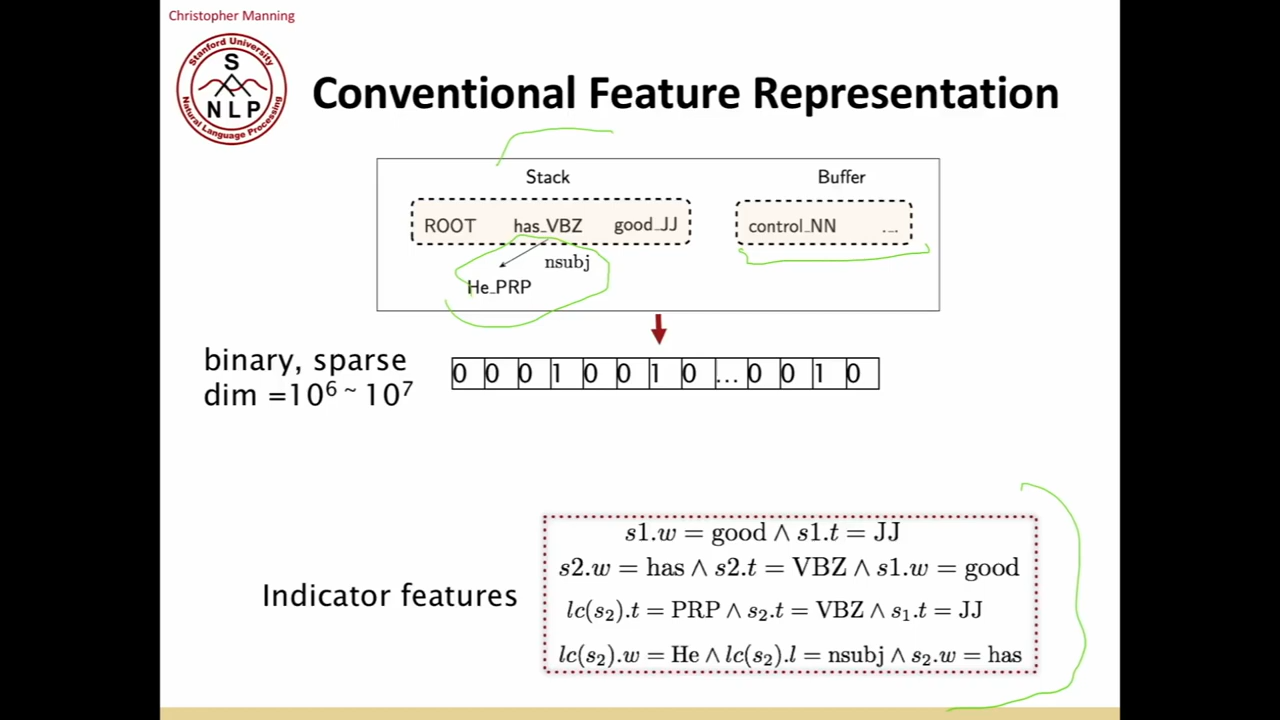 Christopher Manning
Stanford University
S
NLP
Natural Language Processing
Conventional Feature Representation
Stack Buffer
ROOT has_VBZ good_JJ control_NN ...
nsubj
He_PRP
binary, sparse
dim =10⁶ ~ 10⁷
0 0 0 1 0 0 1 0 ... 0 0 1 0
Indicator features
s1.w = good ∧ s1.t = JJ
s2.w = has ∧ s2.t = VBZ ∧ s1.w = good
lc(s₂).t = PRP ∧ s₂.t = VBZ ∧ s₁.t = JJ
lc(s₂).w = He ∧ lc(s₂).l = nsubj ∧ s₂.w = has